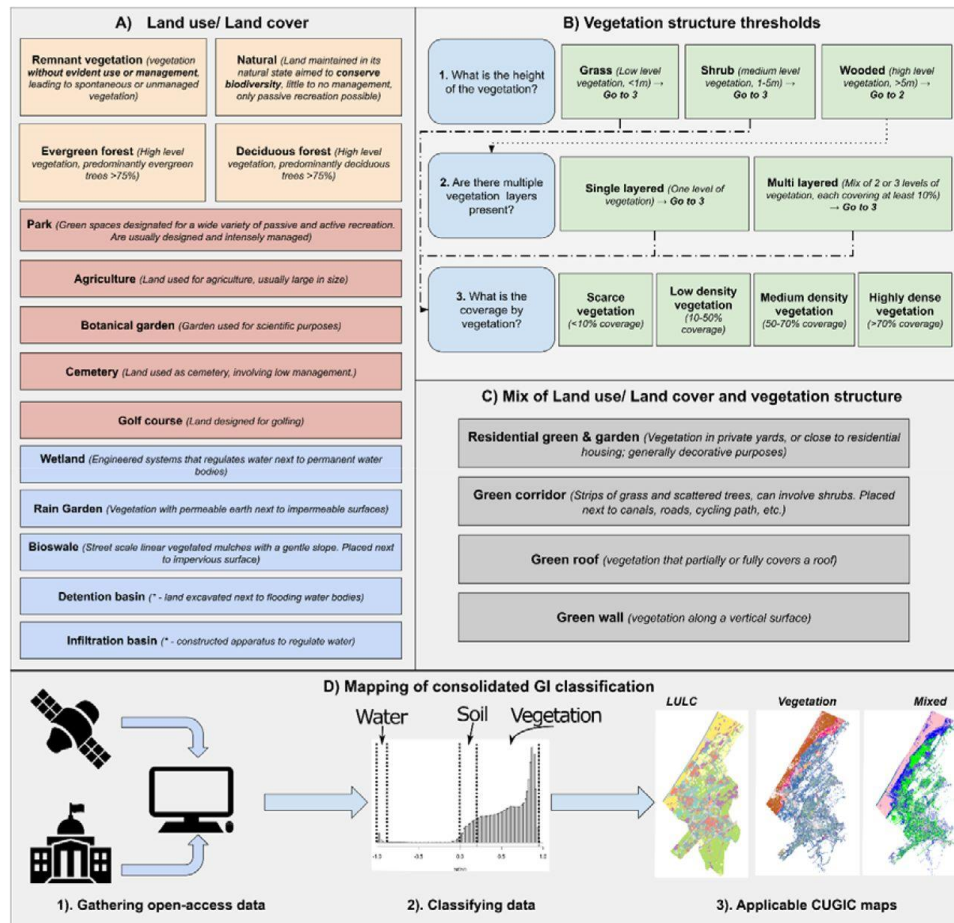 A) Land use/ Land cover
Remnant vegetation (vegetation
without evident use or management,
leading to spontaneous or unmanaged
vegetation)
Natural (Land maintained in its
natural state aimed to conserve
biodiversity, little to no management,
only passive recreation possible)
Evergreen forest (High level
vegetation, predominantly evergreen
trees >75%)
Deciduous forest (High level
vegetation, predominantly deciduous
trees >75%)
Park (Green spaces designated for a wide variety of passive and active recreation.
Are usually designed and intensely managed)
Agriculture (Land used for agriculture, usually large in size)
Botanical garden (Garden used for scientific purposes)
Cemetery (Land used as cemetery, involving low management.)
Golf course (Land designed for golfing)
Wetland (Engineered systems that regulates water next to permanent water
bodies)
Rain Garden (Vegetation with permeable earth next to impermeable surfaces)
Bioswale (Street scale linear vegetated mulches with a gentle slope. Placed next
to impervious surface)
Detention basin (* - land excavated next to flooding water bodies)
Infiltration basin (* - constructed apparatus to regulate water)
B) Vegetation structure thresholds
1. What is the height
of the vegetation?
Grass (Low level
vegetation, <1m) →
Go to 3
Shrub (medium level
vegetation, 1-5m) →
Go to 3
Wooded (high level
vegetation, >5m) →
Go to 2
2. Are there multiple
vegetation layers
present?
Single layered (One level of
vegetation) → Go to 3
Multi layered (Mix of 2 or 3 levels of
vegetation, each covering at least 10%)
→ Go to 3
3. What is the
coverage by
vegetation?
Scarce
vegetation
(<10% coverage)
Low density
vegetation
(10-50%
coverage)
Medium density
vegetation
(50-70% coverage)
Highly dense
vegetation
(>70% coverage)
C) Mix of Land use/ Land cover and vegetation structure
Residential green & garden (Vegetation in private yards, or close to residential
housing; generally decorative purposes)
Green corridor (Strips of grass and scattered trees, can involve shrubs. Placed
next to canals, roads, cycling path, etc.)
Green roof (vegetation that partially or fully covers a roof)
Green wall (vegetation along a vertical surface)
D) Mapping of consolidated GI classification
Water
Soil
Vegetation
LULC
Vegetation
Mixed
0.0
0.5
1.0
1). Gathering open-access data
2). Classifying data
3). Applicable CUGIC maps